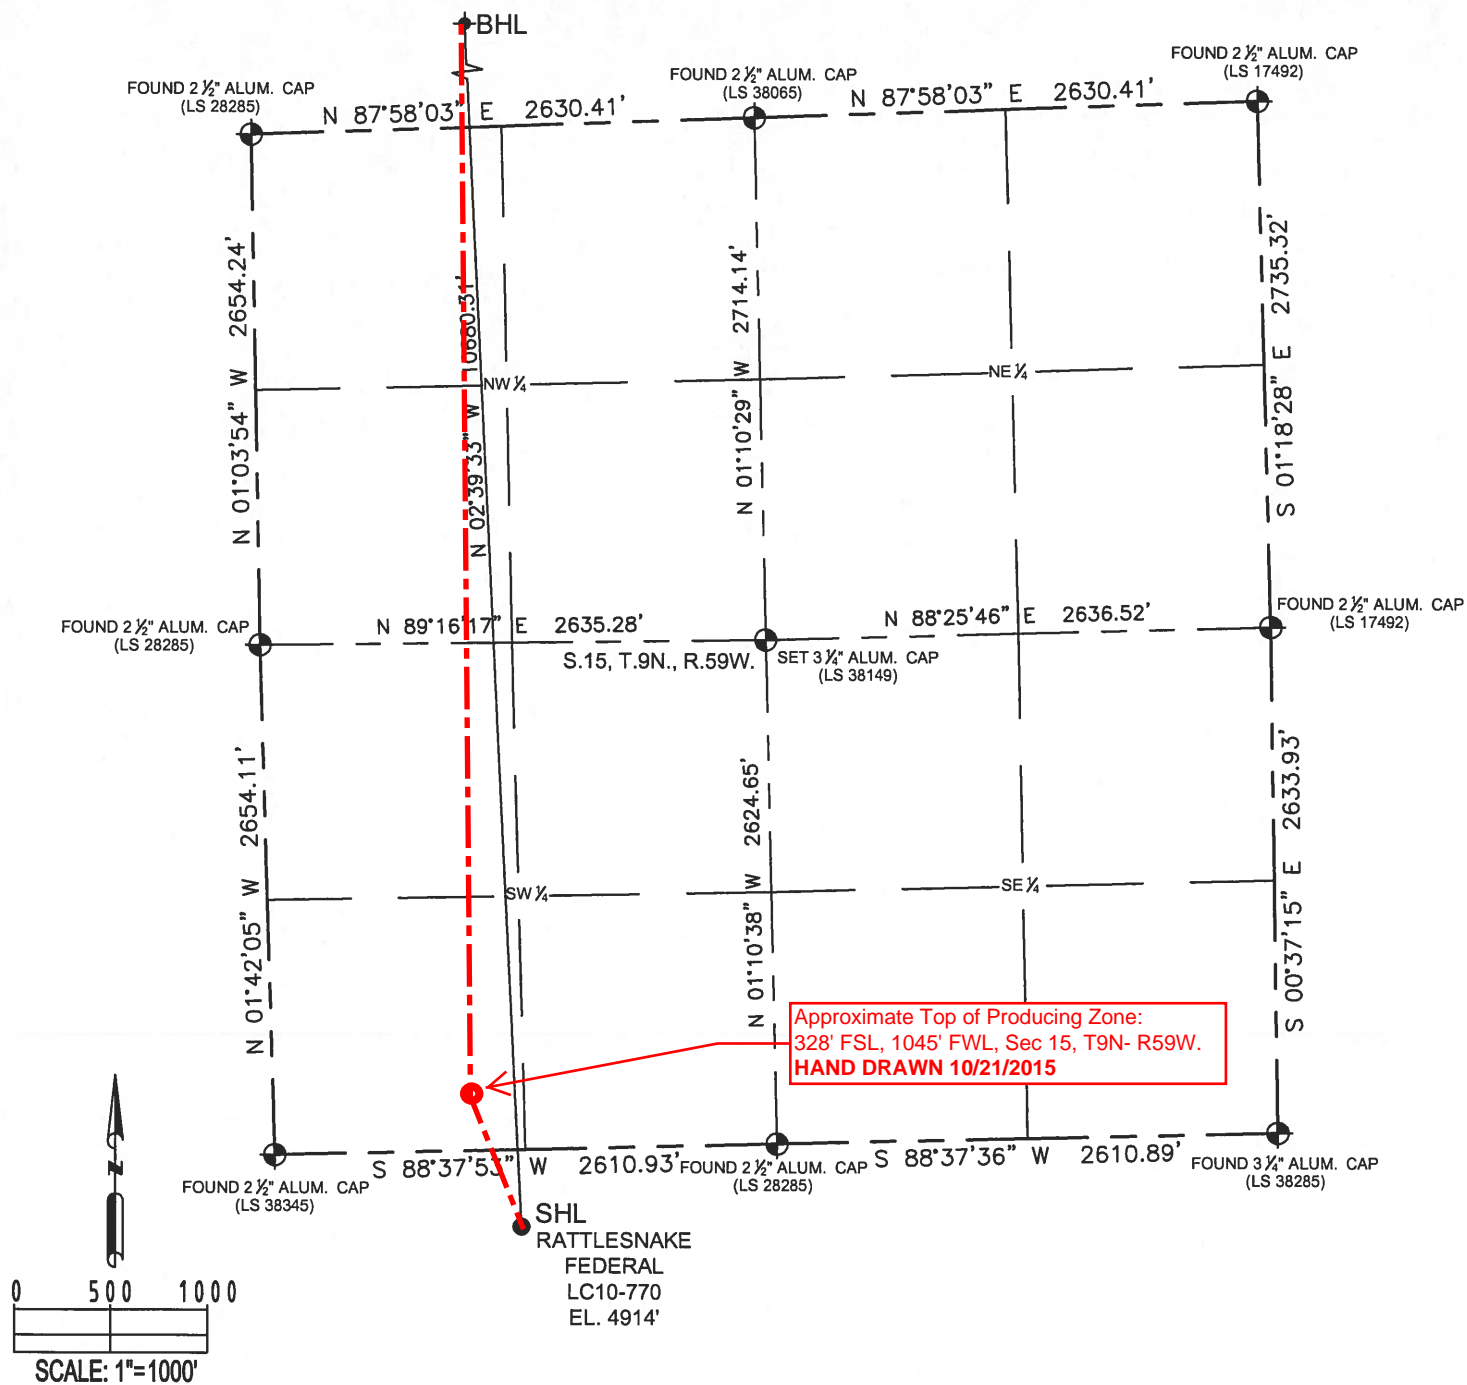 BHL
FOUND 2 ½" ALUM. CAP
(LS 28285)
FOUND 2 ½" ALUM. CAP
(LS 38065)
FOUND 2 ½" ALUM. CAP
(LS 17492)
N 87°58'03" E 2630.41'
N 87°58'03" E 2630.41'
N 01°03'54" W 2654.24'
N 02°39'33" W 10680.31'
N 01°10'29" W 2714.14'
S 01°18'28" E 2735.32'
NW ¼
NE ¼
FOUND 2 ½" ALUM. CAP
(LS 28285)
N 89°16'17" E 2635.28'
S.15, T.9N., R.59W.
SET 3 ¼" ALUM. CAP
(LS 38149)
N 88°25'46" E 2636.52'
FOUND 2 ½" ALUM. CAP
(LS 17492)
N 01°42'05" W 2654.11'
N 01°10'38" W 2624.65'
S 00°37'15" E 2633.93'
SW ¼
SE ¼
Approximate Top of Producing Zone:
328' FSL, 1045' FWL, Sec 15, T9N- R59W.
HAND DRAWN 10/21/2015
S 88°37'53" W 2610.93'
S 88°37'36" W 2610.89'
FOUND 2 ½" ALUM. CAP
(LS 38345)
FOUND 2 ½" ALUM. CAP
(LS 28285)
FOUND 3 ¼" ALUM. CAP
(LS 38285)
SHL
RATTLESNAKE
FEDERAL
LC10-770
EL. 4914'
N
0 500 1000
SCALE: 1"=1000'